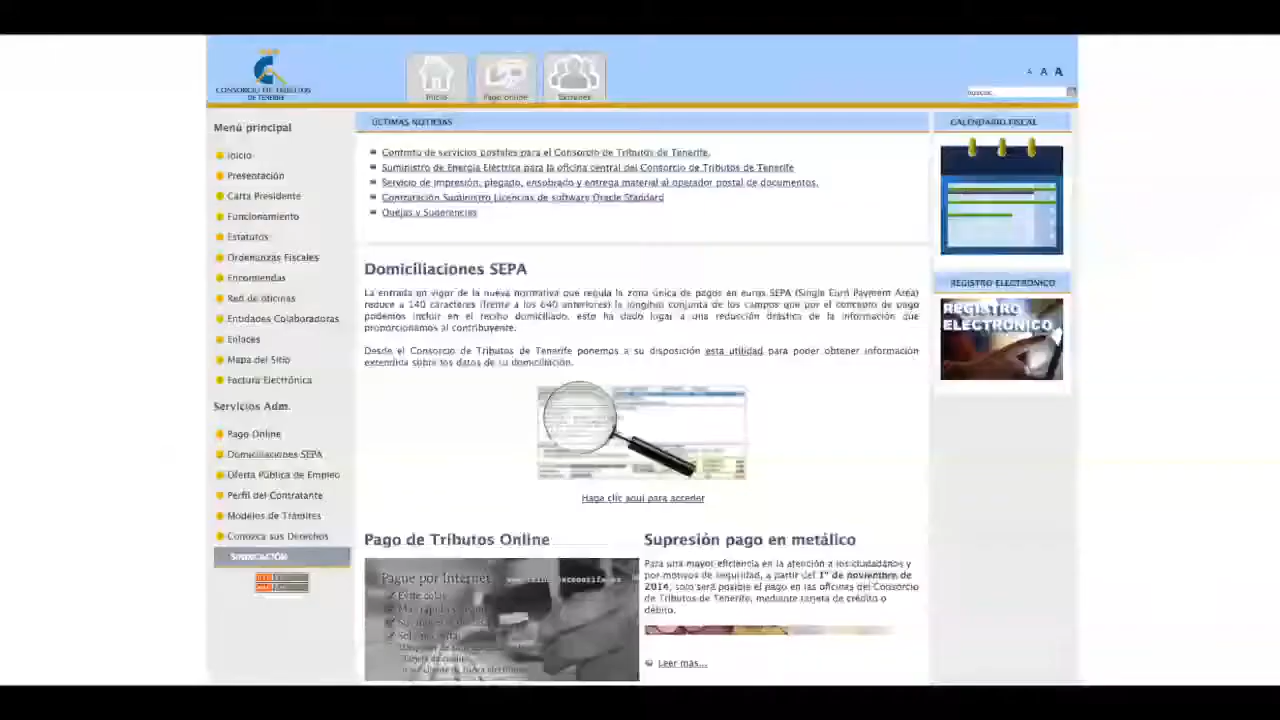 CONSORCIO DE TRIBUTOS
DE TENERIFE
Inicio
Pago online
A A A
buscar...
Menú principal
Inicio
Presentación
Carta Presidente
Funcionamiento
Estatutos
Ordenanzas Fiscales
Encomiendas
Red de oficinas
Entidades Colaboradoras
Enlaces
Mapa del Sitio
Factura Electrónica
Servicios Adm.
Pago Online
Domiciliaciones SEPA
Oferta Pública de Empleo
Perfil del Contratante
Modelos de Trámites
Conozca sus Derechos
SINDICACIÓN
ÚLTIMAS NOTICIAS
Contrato de servicios postales para el Consorcio de Tributos de Tenerife.
Suministro de Energía Eléctrica para la oficina central del Consorcio de Tributos de Tenerife
Servicio de impresión, plegado, ensobrado y entrega material al operador postal de documentos.
Contratación Suministro Licencias de software Oracle Standard
Quejas y Sugerencias
Domiciliaciones SEPA
La entrada en vigor de la nueva normativa que regula la zona única de pagos en euros SEPA (Single Euro Payment Area)
reduce a 140 caracteres (frente a los 640 anteriores) la longitud conjunta de los campos que por el concepto de pago
podemos incluir en el recibo domiciliado, esto ha dado lugar a una reducción drástica de la información que
proporcionamos al contribuyente.
Desde el Consorcio de Tributos de Tenerife ponemos a su disposición esta utilidad para poder obtener información
extendida sobre los datos de su domiciliación.
Haga clic aquí para acceder
Pago de Tributos Online
Pague por Internet
Evite colas
Supresión pago en metálico
Para una mayor eficiencia en la atención a los ciudadanos y
por motivos de seguridad, a partir del 1º de noviembre de
2014, solo será posible el pago en las oficinas del Consorcio
de Tributos de Tenerife, mediante tarjeta de crédito o
débito.
Leer más...
CALENDARIO FISCAL
REGISTRO ELECTRÓNICO
REGISTRO
ELECTRÓNICO